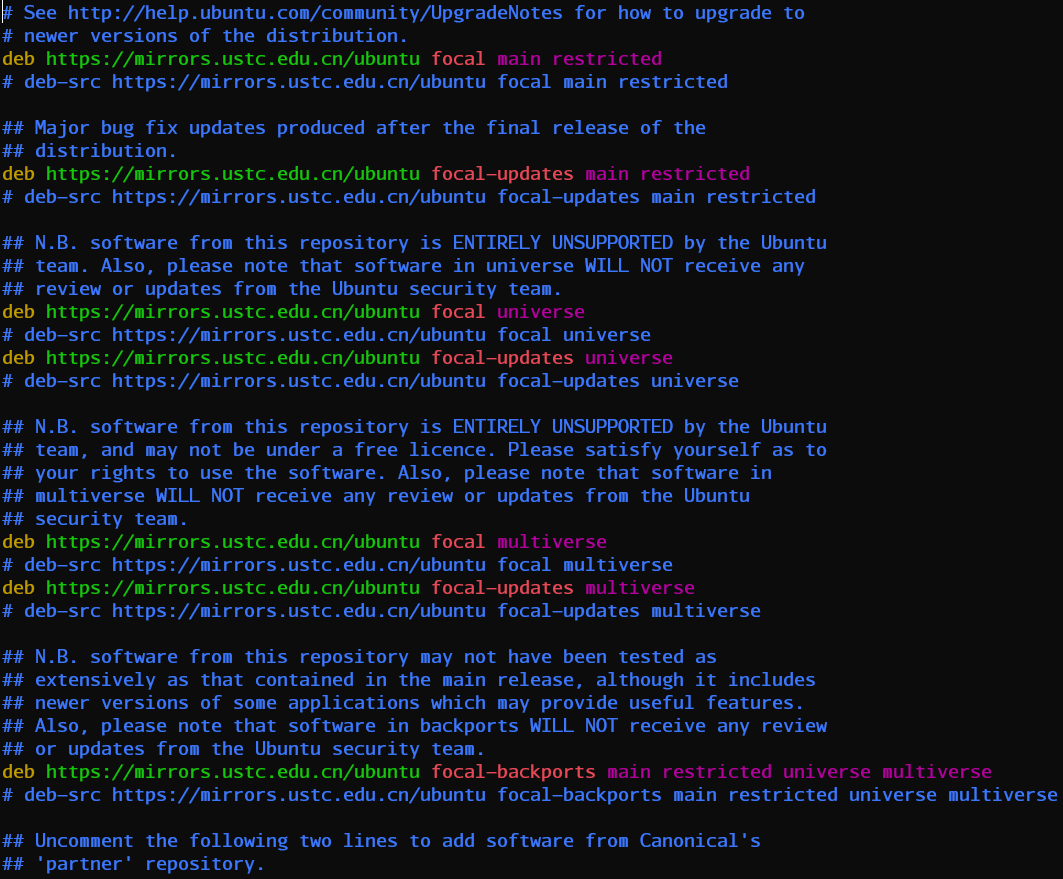 # See http://help.ubuntu.com/community/UpgradeNotes for how to upgrade to
# newer versions of the distribution.
deb https://mirrors.ustc.edu.cn/ubuntu focal main restricted
# deb-src https://mirrors.ustc.edu.cn/ubuntu focal main restricted

## Major bug fix updates produced after the final release of the
## distribution.
deb https://mirrors.ustc.edu.cn/ubuntu focal-updates main restricted
# deb-src https://mirrors.ustc.edu.cn/ubuntu focal-updates main restricted

## N.B. software from this repository is ENTIRELY UNSUPPORTED by the Ubuntu
## team. Also, please note that software in universe WILL NOT receive any
## review or updates from the Ubuntu security team.
deb https://mirrors.ustc.edu.cn/ubuntu focal universe
# deb-src https://mirrors.ustc.edu.cn/ubuntu focal universe
deb https://mirrors.ustc.edu.cn/ubuntu focal-updates universe
# deb-src https://mirrors.ustc.edu.cn/ubuntu focal-updates universe

## N.B. software from this repository is ENTIRELY UNSUPPORTED by the Ubuntu
## team, and may not be under a free licence. Please satisfy yourself as to
## your rights to use the software. Also, please note that software in
## multiverse WILL NOT receive any review or updates from the Ubuntu
## security team.
deb https://mirrors.ustc.edu.cn/ubuntu focal multiverse
# deb-src https://mirrors.ustc.edu.cn/ubuntu focal multiverse
deb https://mirrors.ustc.edu.cn/ubuntu focal-updates multiverse
# deb-src https://mirrors.ustc.edu.cn/ubuntu focal-updates multiverse

## N.B. software from this repository may not have been tested as
## extensively as that contained in the main release, although it includes
## newer versions of some applications which may provide useful features.
## Also, please note that software in backports WILL NOT receive any review
## or updates from the Ubuntu security team.
deb https://mirrors.ustc.edu.cn/ubuntu focal-backports main restricted universe multiverse
# deb-src https://mirrors.ustc.edu.cn/ubuntu focal-backports main restricted universe multiverse

## Uncomment the following two lines to add software from Canonical's
## 'partner' repository.